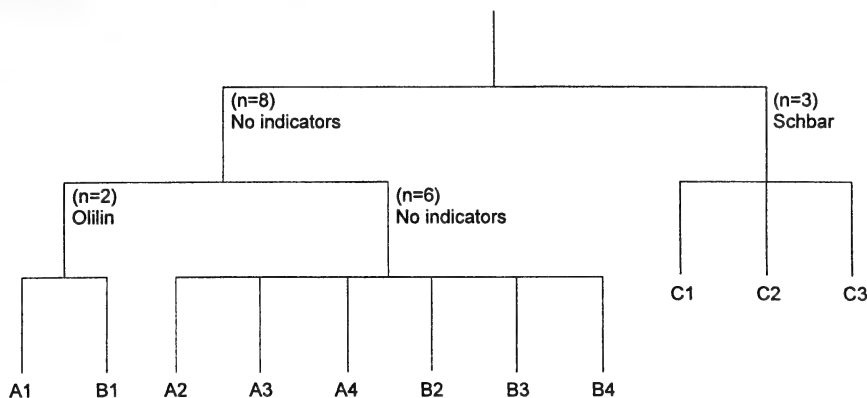 (n=8)
No indicators
(n=3)
Schbar
(n=2)
Olilin
(n=6)
No indicators
C1 C2 C3
A1 B1 A2 A3 A4 B2 B3 B4